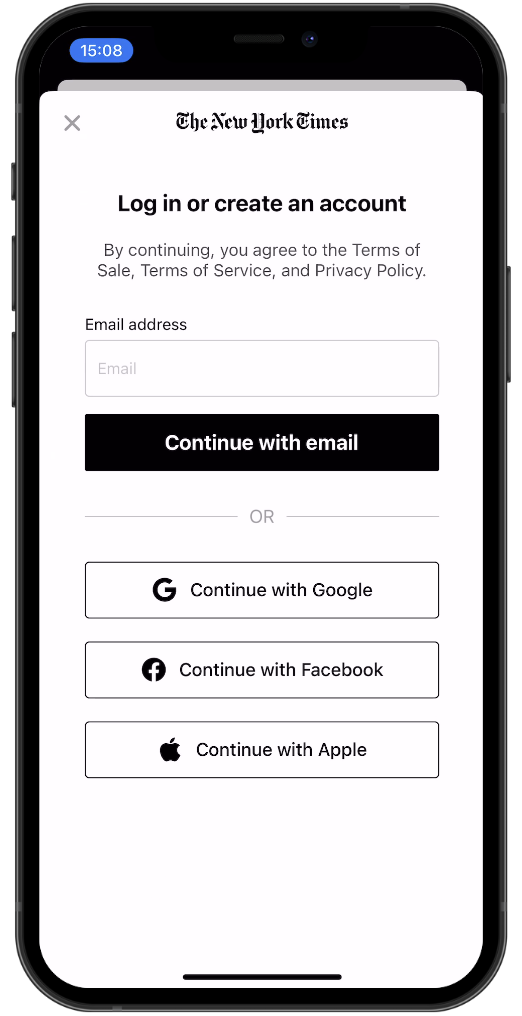 15:08
The New York Times
Log in or create an account
By continuing, you agree to the Terms of
Sale, Terms of Service, and Privacy Policy.
Email address
Email
Continue with email
OR
Continue with Google
Continue with Facebook
Continue with Apple